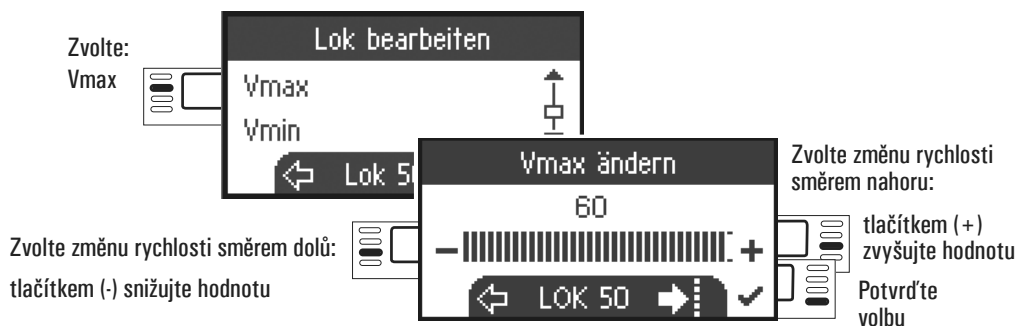 Zvolte:
Vmax
Lok bearbeiten
Vmax
Vmin
Lok 5
Vmax ändern
60
− +
LOK 50
Zvolte změnu rychlosti směrem dolů:
tlačítkem (-) snižujte hodnotu
Zvolte změnu rychlosti
směrem nahoru:
tlačítkem (+)
zvyšujte hodnotu
Potvrďte
volbu